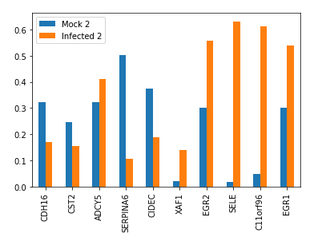 Mock 2
Infected 2
0.6
0.5
0.4
0.3
0.2
0.1
0.0
CDH16
CST2
ADCY5
SERPINA6
CIDEC
XAF1
EGR2
SELE
C11orf96
EGR1